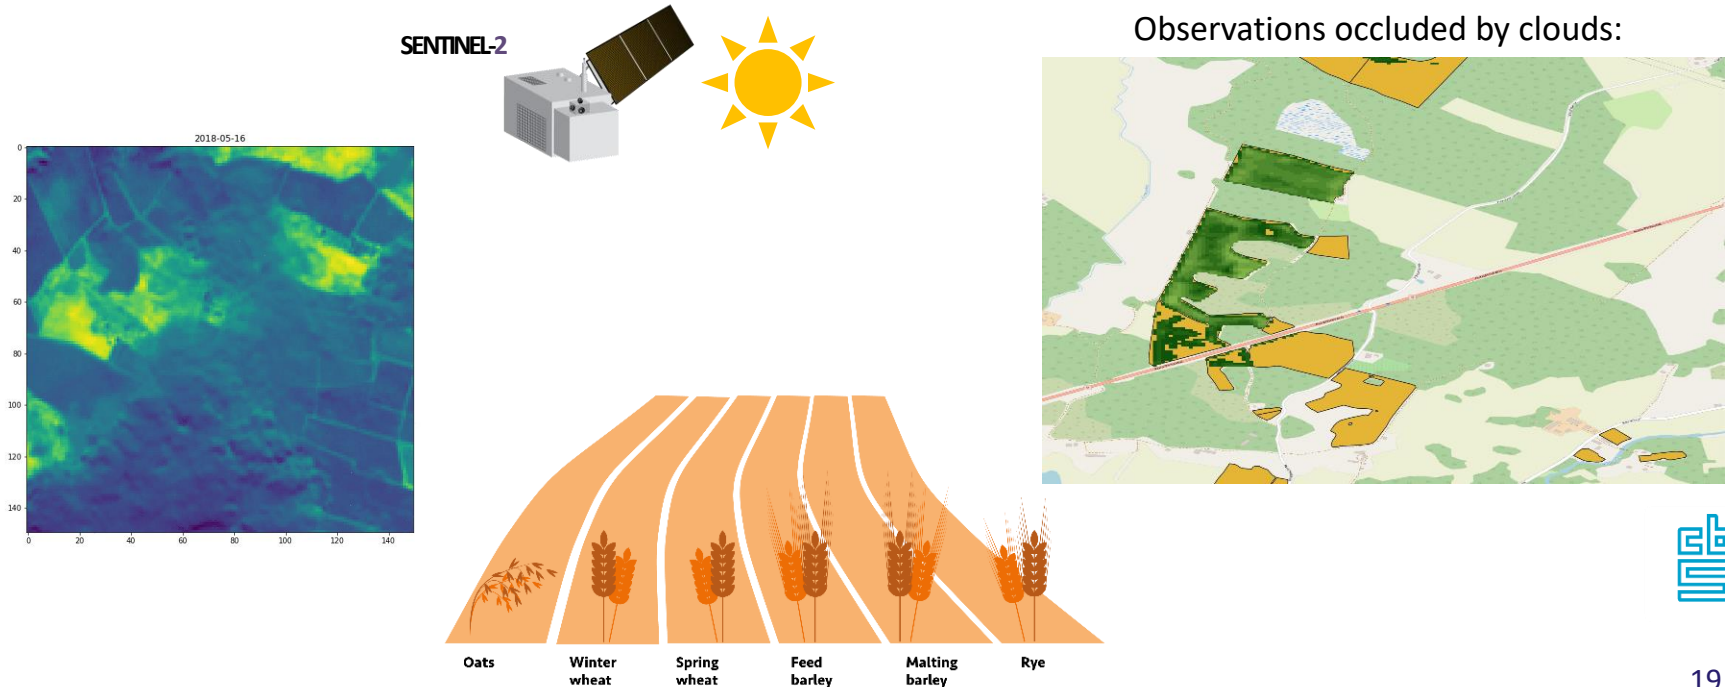 SENTINEL-2
Observations occluded by clouds:
2018-05-16
0
20
40
60
80
100
120
140
0 20 40 60 80 100 120 140
Oats
Winter wheat
Spring wheat
Feed barley
Malting barley
Rye
19